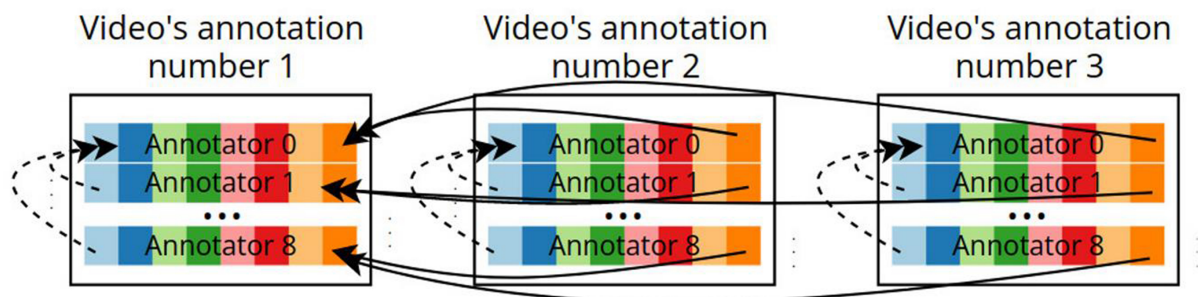 Video's annotation
number 1
Annotator 0
Annotator 1
...
Annotator 8
Video's annotation
number 2
Annotator 0
Annotator 1
...
Annotator 8
Video's annotation
number 3
Annotator 0
Annotator 1
...
Annotator 8